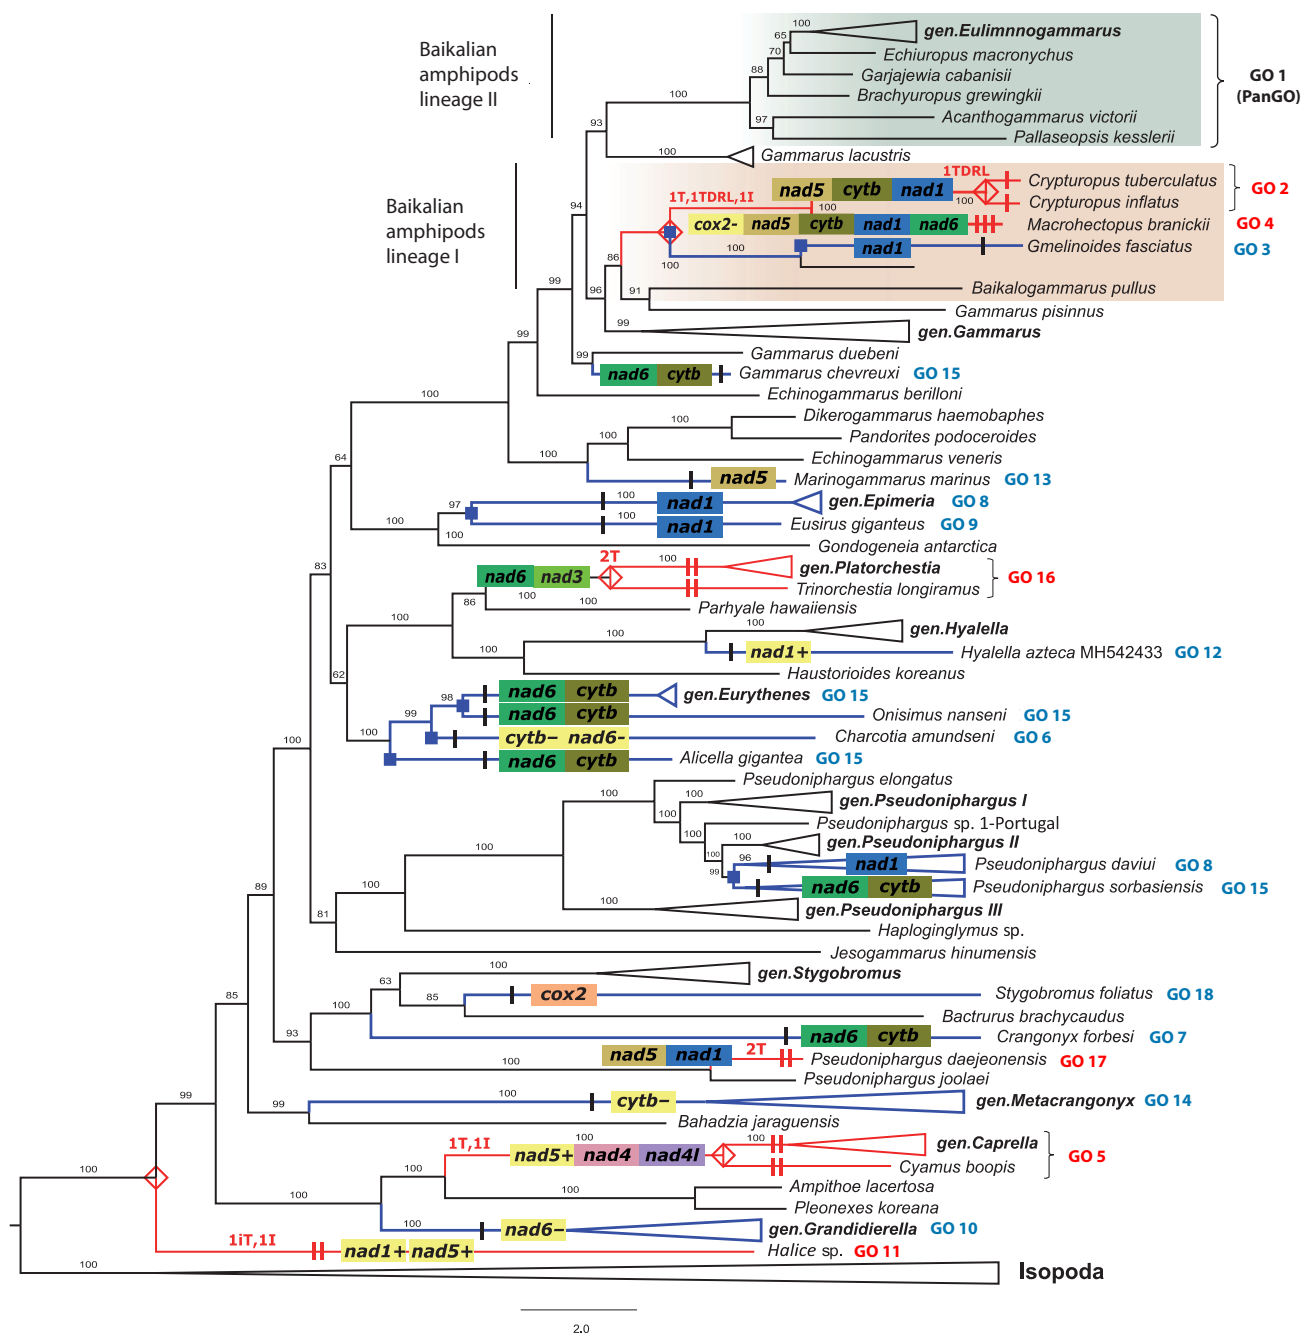 Baikalian
amphipods
lineage II
100 gen.Eulimnnogammarus
65
Echiuropus macronychus
70
Garjajewia cabanisii
88
Brachyuropus grewingkii
GO 1
(PanGO)
100
Acanthogammarus victorii
97
Pallaseopsis kesslerii
93
100 Gammarus lacustris
Baikalian
amphipods
lineage I
1TDRL
nad5 cytb nad1 Crypturopus tuberculatus
GO 2
1T,1TDRL,1I
100 100 Crypturopus inflatus
94
cox2- nad5 cytb nad1 nad6 Macrohectopus branickii GO 4
nad1 Gmelinoides fasciatus GO 3
86 100 100
99
96 91 Baikalogammarus pullus
Gammarus pisinnus
99 gen.Gammarus
99
99 Gammarus duebeni
nad6 cytb Gammarus chevreuxi GO 15
100 Echinogammarus berilloni
100 Dikerogammarus haemobaphes
100 Pandorites podoceroides
100 Echinogammarus veneris
64
nad5 Marinogammarus marinus GO 13
97 100 nad1 gen.Epimeria GO 8
100 nad1 Eusirus giganteus GO 9
100 100
Gondogeneia antarctica
2T 100
83 nad6 nad3 gen.Platorchestia
GO 16
Trinorchestia longiramus
86 100 100 Parhyale hawaiiensis
100
100 100 gen.Hyalella
nad1+ Hyalella azteca MH542433 GO 12
62 100 Haustorioides koreanus
98 nad6 cytb gen.Eurythenes GO 15
99 nad6 cytb Onisimus nanseni GO 15
100 cytb– nad6- Charcotia amundseni GO 6
100 nad6 cytb Alicella gigantea GO 15
Pseudoniphargus elongatus
100 100 gen.Pseudoniphargus I
100 Pseudoniphargus sp. 1-Portugal
100 100 gen.Pseudoniphargus II
100 100 96 nad1 Pseudoniphargus daviui GO 8
99
100 nad6 cytb Pseudoniphargus sorbasiensis GO 15
89
100 gen.Pseudoniphargus III
81 Haploginglymus sp.
Jesogammarus hinumensis
100 gen.Stygobromus
63
85 85 cox2 Stygobromus foliatus GO 18
100 Bactrurus brachycaudus
93 nad6 cytb Crangonyx forbesi GO 7
nad5 nad1 2T Pseudoniphargus daejeonensis GO 17
100 Pseudoniphargus joolaei
99 100 cytb– gen.Metacrangonyx GO 14
99
Bahadzia jaraguensis
1T,1I 100 100 gen.Caprella
nad5+ nad4 nad4l
GO 5
100 Cyamus boopis
100 100 Ampithoe lacertosa
100 Pleonexes koreana
100 nad6– gen.Grandidierella GO 10
1iT,1I nad1+ nad5+ Halice sp. GO 11
100 Isopoda
2.0